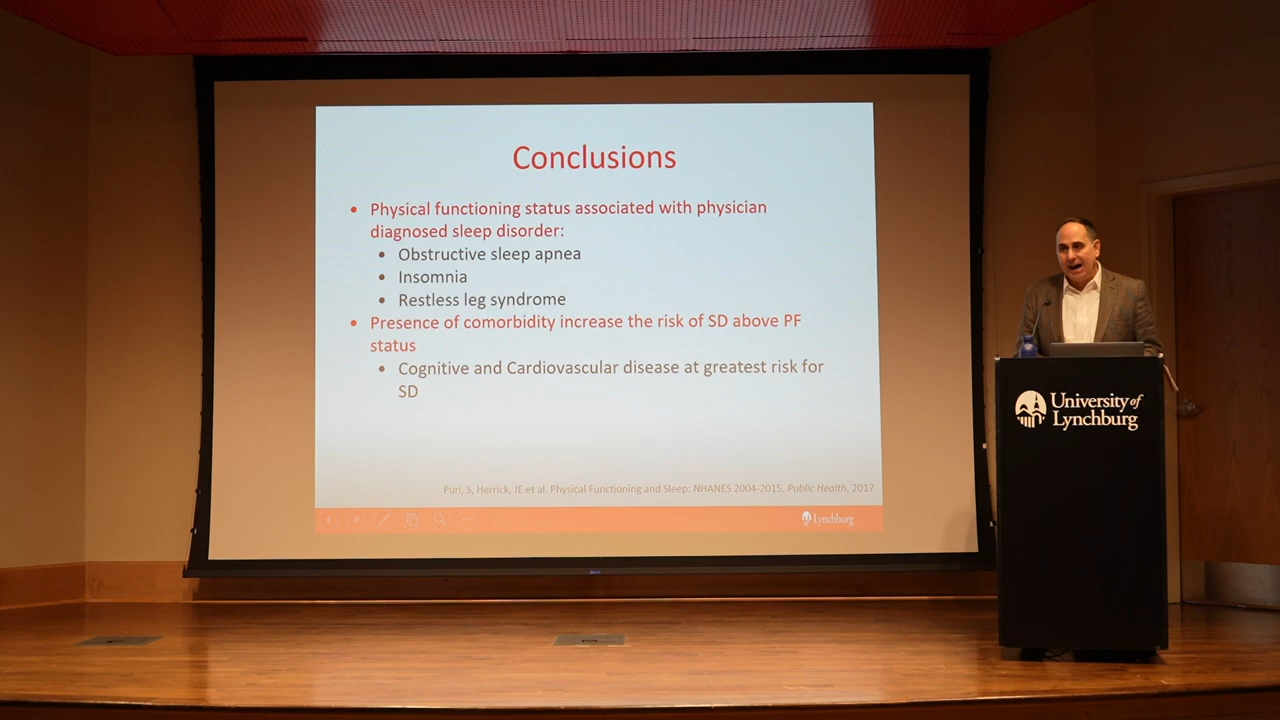 Conclusions
• Physical functioning status associated with physician
diagnosed sleep disorder:
• Obstructive sleep apnea
• Insomnia
• Restless leg syndrome
• Presence of comorbidity increase the risk of SD above PF
status
• Cognitive and Cardiovascular disease at greatest risk for
SD
Puri, S, Herrick, JE et al. Physical Functioning and Sleep: NHANES 2004-2015. Public Health, 2017
Lynchburg
University of
Lynchburg